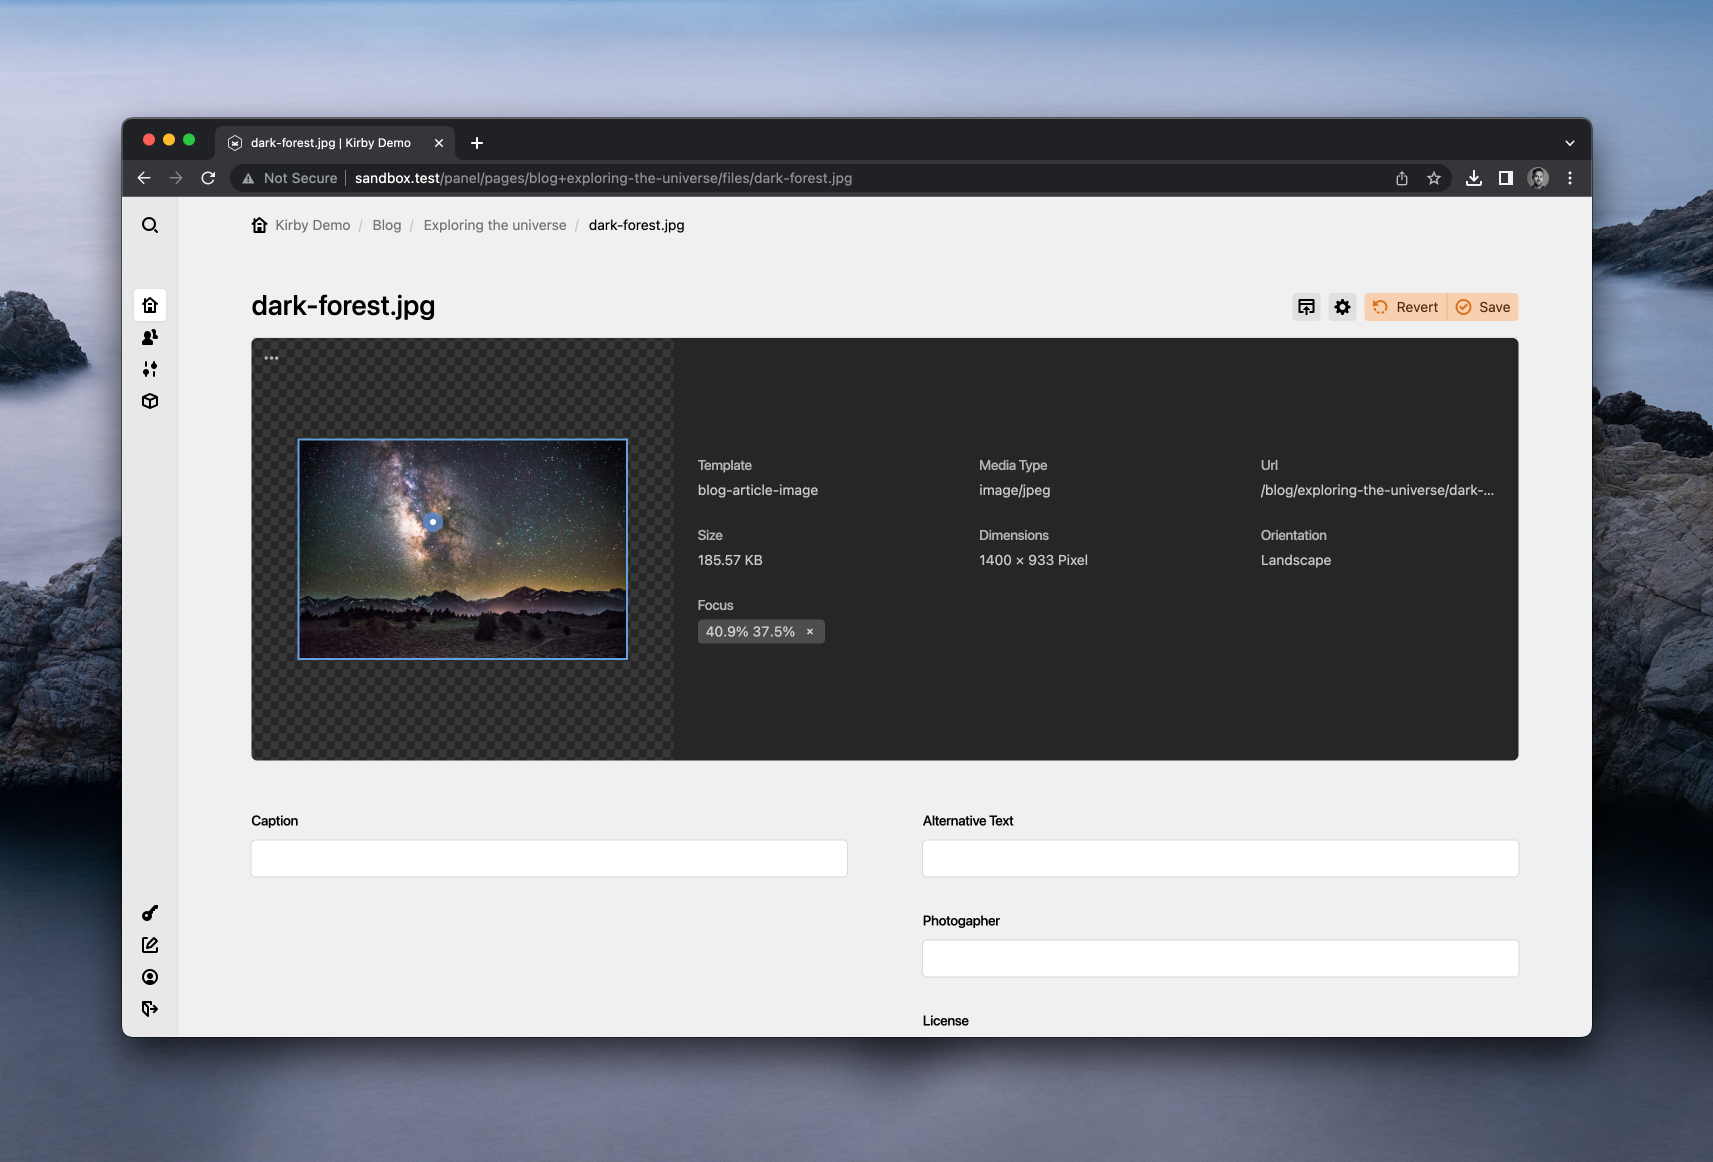 dark-forest.jpg | Kirby Demo
Not Secure | sandbox.test/panel/pages/blog+exploring-the-universe/files/dark-forest.jpg
Kirby Demo / Blog / Exploring the universe / dark-forest.jpg
dark-forest.jpg
Revert Save
Template Media Type Url
blog-article-image image/jpeg /blog/exploring-the-universe/dark-...
Size Dimensions Orientation
185.57 KB 1400 × 933 Pixel Landscape
Focus
40.9% 37.5% ×
Caption Alternative Text
Photogapher
License